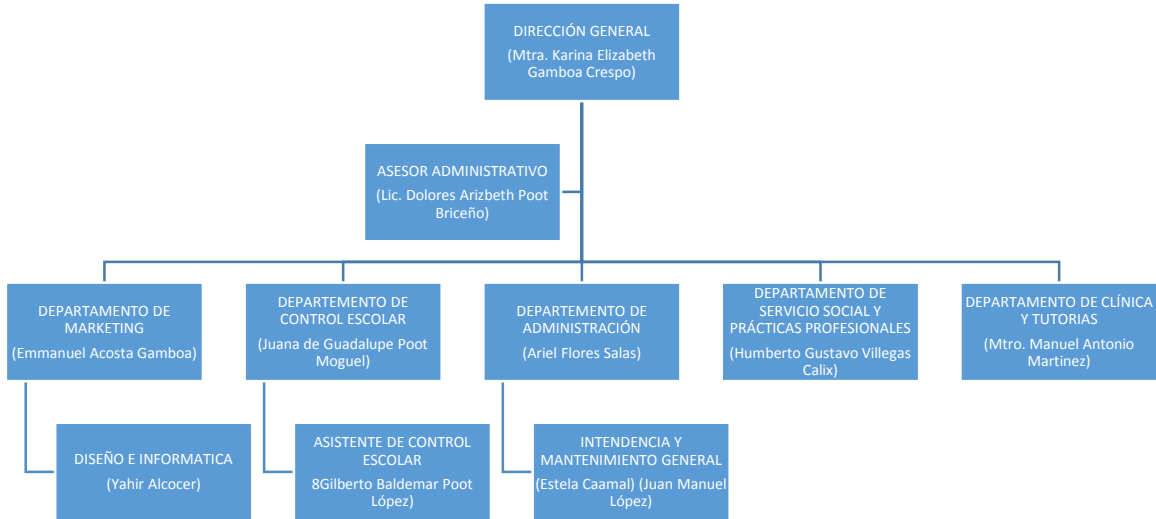 DIRECCIÓN GENERAL
(Mtra. Karina Elizabeth
Gamboa Crespo)
ASESOR ADMINISTRATIVO
(Lic. Dolores Arizbeth Poot
Briceño)
DEPARTAMENTO DE
MARKETING
(Emmanuel Acosta Gamboa)
DEPARTEMENTO DE
CONTROL ESCOLAR
(Juana de Guadalupe Poot
Moguel)
DEPARTEMENTO DE
ADMINISTRACIÓN
(Ariel Flores Salas)
DEPARTAMENTO DE
SERVICIO SOCIAL Y
PRÁCTICAS PROFESIONALES
(Humberto Gustavo Villegas
Calix)
DEPARTAMENTO DE CLÍNICA
Y TUTORIAS
(Mtro. Manuel Antonio
Martinez)
DISEÑO E INFORMATICA
(Yahir Alcocer)
ASISTENTE DE CONTROL
ESCOLAR
8Gilberto Baldemar Poot
López)
INTENDENCIA Y
MANTENIMIENTO GENERAL
(Estela Caamal) (Juan Manuel
López)